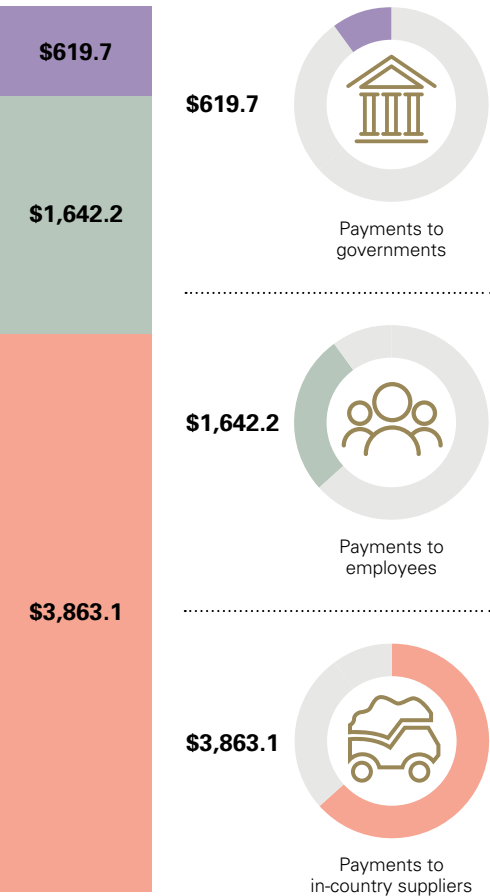 $619.7
$1,642.2
$3,863.1
$619.7
Payments to
governments
$1,642.2
Payments to
employees
$3,863.1
Payments to
in-country suppliers